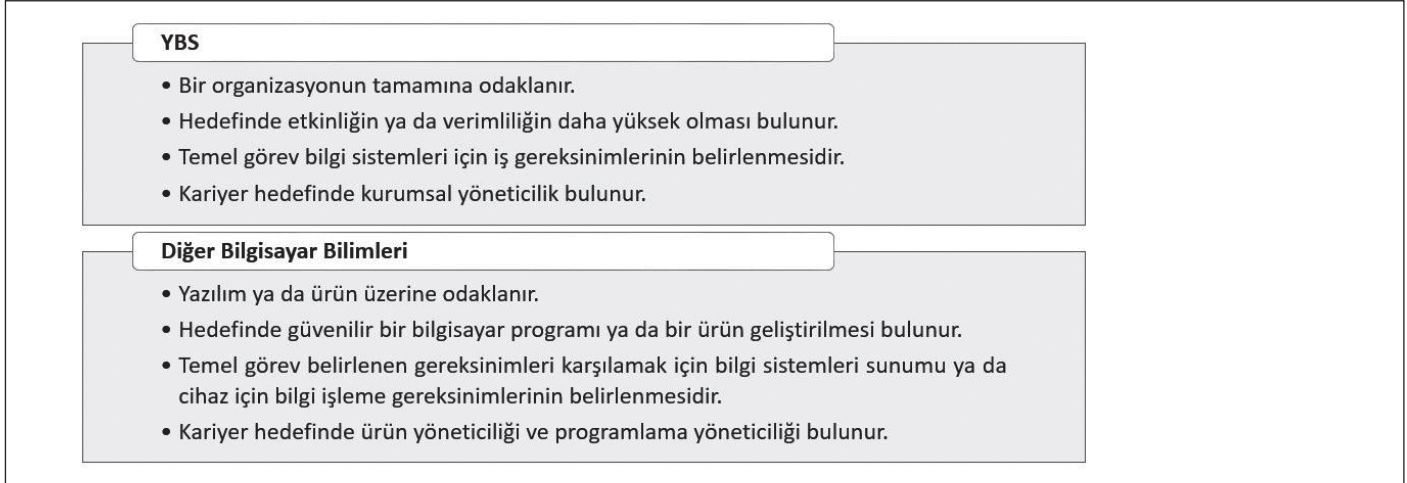 YBS
• Bir organizasyonun tamamına odaklanır.
• Hedefinde etkinliğin ya da verimliliğin daha yüksek olması bulunur.
• Temel görev bilgi sistemleri için iş gereksinimlerinin belirlenmesidir.
• Kariyer hedefinde kurumsal yöneticilik bulunur.
Diğer Bilgisayar Bilimleri
• Yazılım ya da ürün üzerine odaklanır.
• Hedefinde güvenilir bir bilgisayar programı ya da bir ürün geliştirilmesi bulunur.
• Temel görev belirlenen gereksinimleri karşılamak için bilgi sistemleri sunumu ya da
cihaz için bilgi işleme gereksinimlerinin belirlenmesidir.
• Kariyer hedefinde ürün yöneticiliği ve programlama yöneticiliği bulunur.